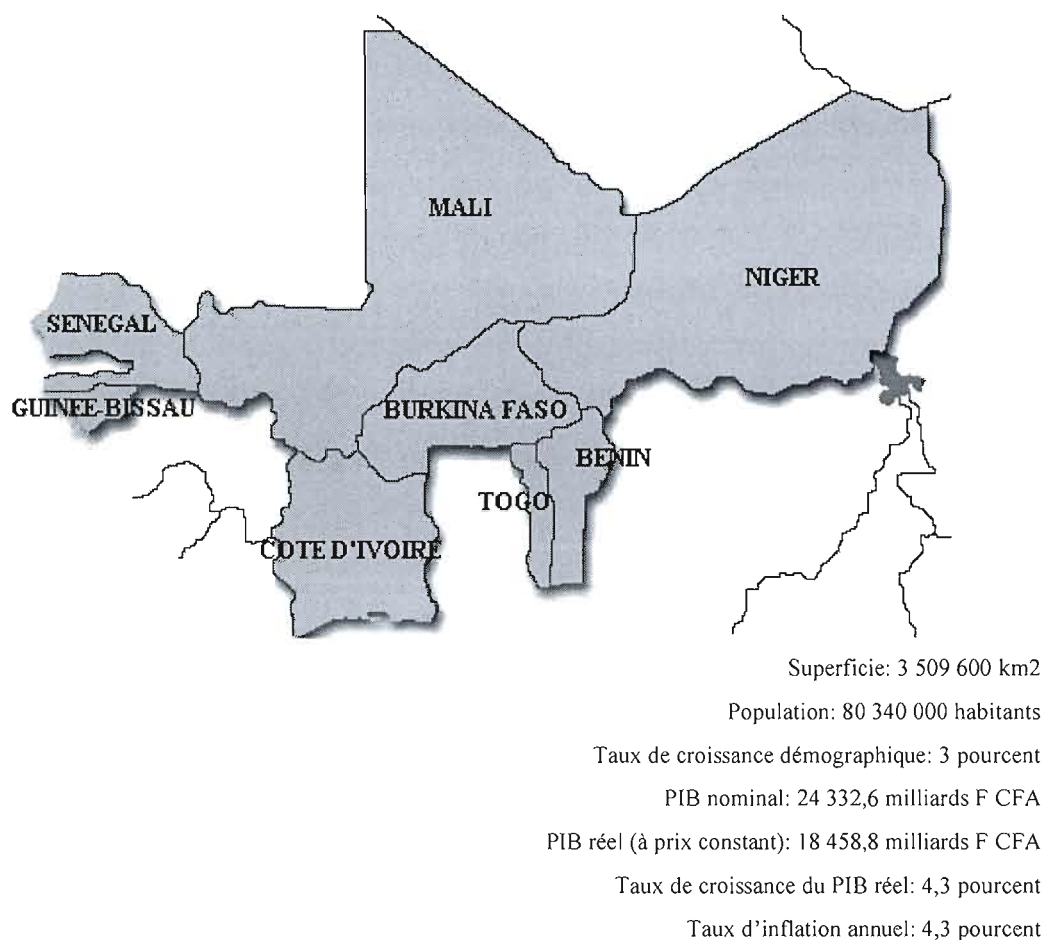 MALI
NIGER
SENEGAL
GUINEE-BISSAU
BURKINA FASO
BENIN
TOGO
COTE D'IVOIRE
Superficie: 3 509 600 km2
Population: 80 340 000 habitants
Taux de croissance démographique: 3 pourcent
PIB nominal: 24 332,6 milliards F CFA
PIB réel (à prix constant): 18 458,8 milliards F CFA
Taux de croissance du PIB réel: 4,3 pourcent
Taux d'inflation annuel: 4,3 pourcent